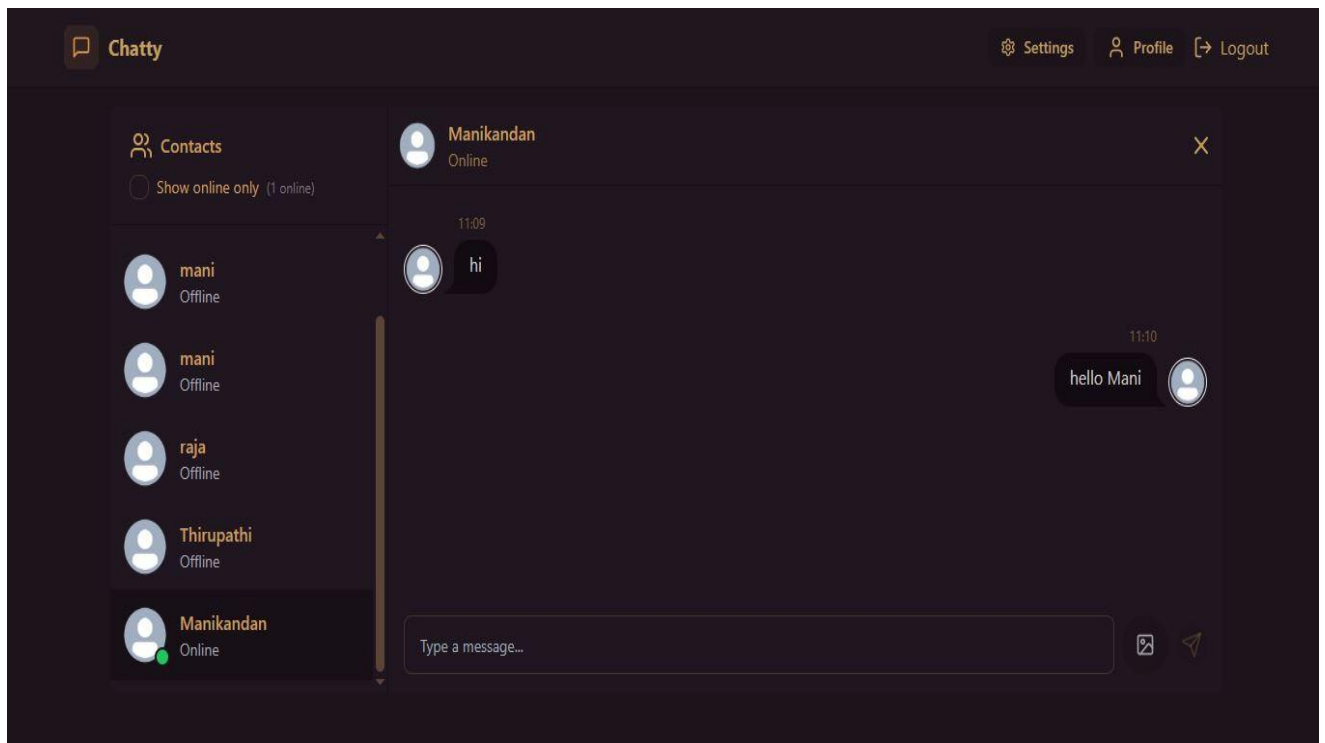 Chatty
Settings Profile Logout
Contacts
Show online only (1 online)
mani
Offline
mani
Offline
raja
Offline
Thirupathi
Offline
Manikandan
Online
Manikandan
Online
11:09
hi
11:10
hello Mani
Type a message...